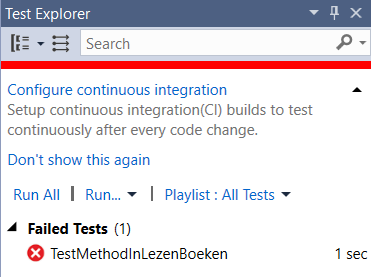 Test Explorer
Search
Configure continuous integration
Setup continuous integration(CI) builds to test
continuously after every code change.
Don't show this again
Run All | Run... Playlist : All Tests
Failed Tests (1)
TestMethodInLezenBoeken 1 sec